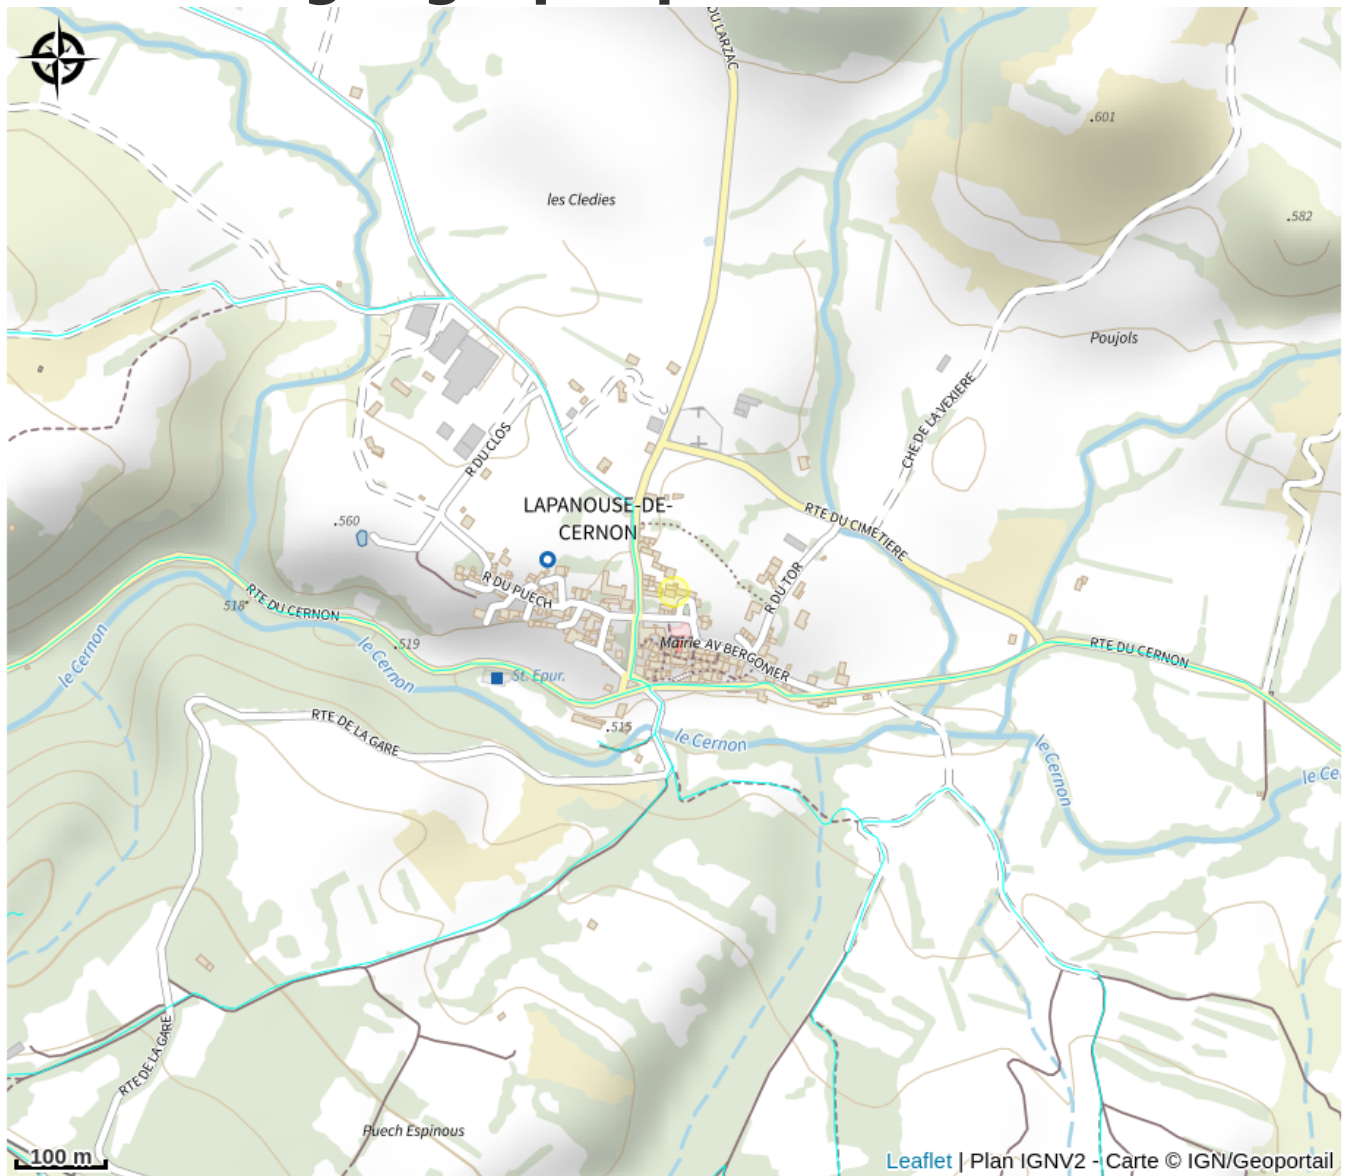 DU LARZAC
.601
les Cledies
.582
Poujols
CHE DE LA VEXIERE
R DU CLOS
LAPANOUSE-DE-
CERNON
.560
RTE DU CIMETIERE
R DU PUECH
R DU TOR
518
RTE DU CERNON
.519
le Cernon
le Cernon
Mairie
AV BERGONIER
RTE DU CERNON
St. Epur.
RTE DE LA GARE
.515
le Cernon
le Cernon
le Ce
RTE DE LA GARE
Puech Espinous
100 m
Leaflet | Plan IGNV2 - Carte © IGN/Geoportail